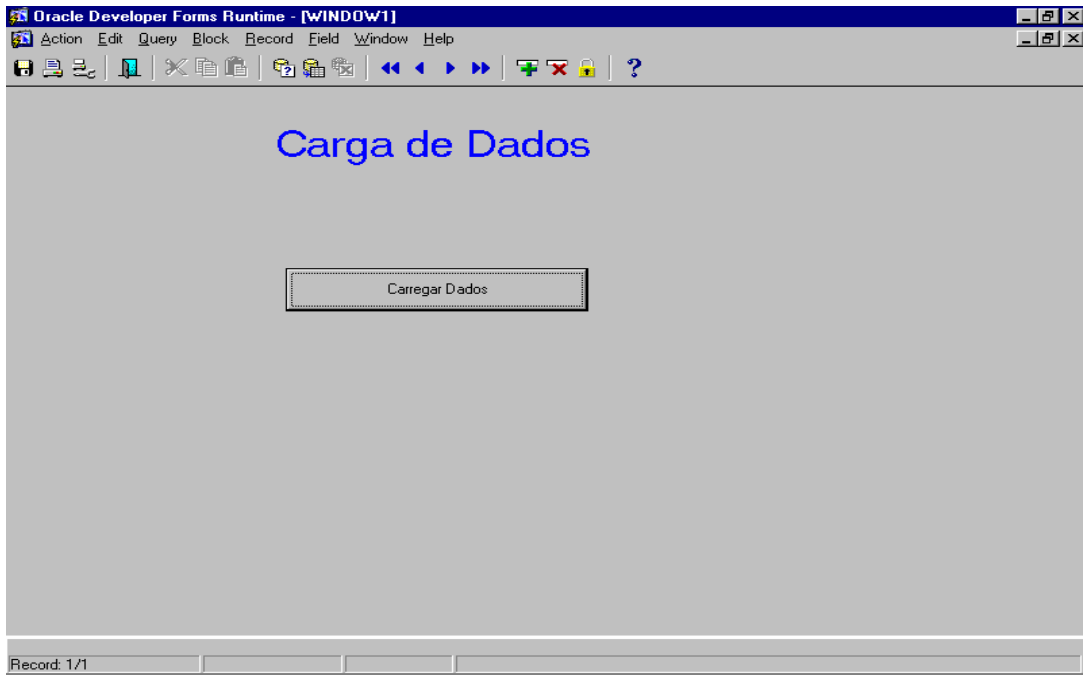 Oracle Developer Forms Runtime - [WINDOW1]
Action Edit Query Block Record Field Window Help
Carga de Dados
Carregar Dados
Record: 1/1